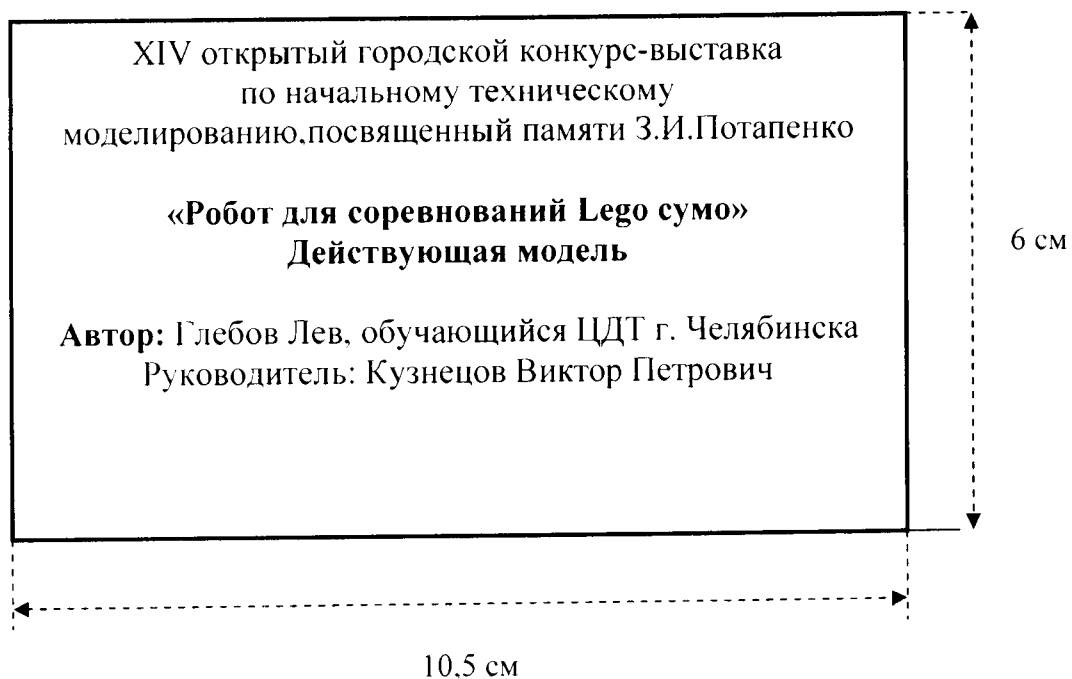 XIV открытый городской конкурс-выставка
по начальному техническому
моделированию,посвященный памяти З.И.Потапенко
«Робот для соревнований Lego сумо»
Действующая модель
6 см
Автор: Глебов Лев, обучающийся ЦДТ г. Челябинска
Руководитель: Кузнецов Виктор Петрович
10,5 см